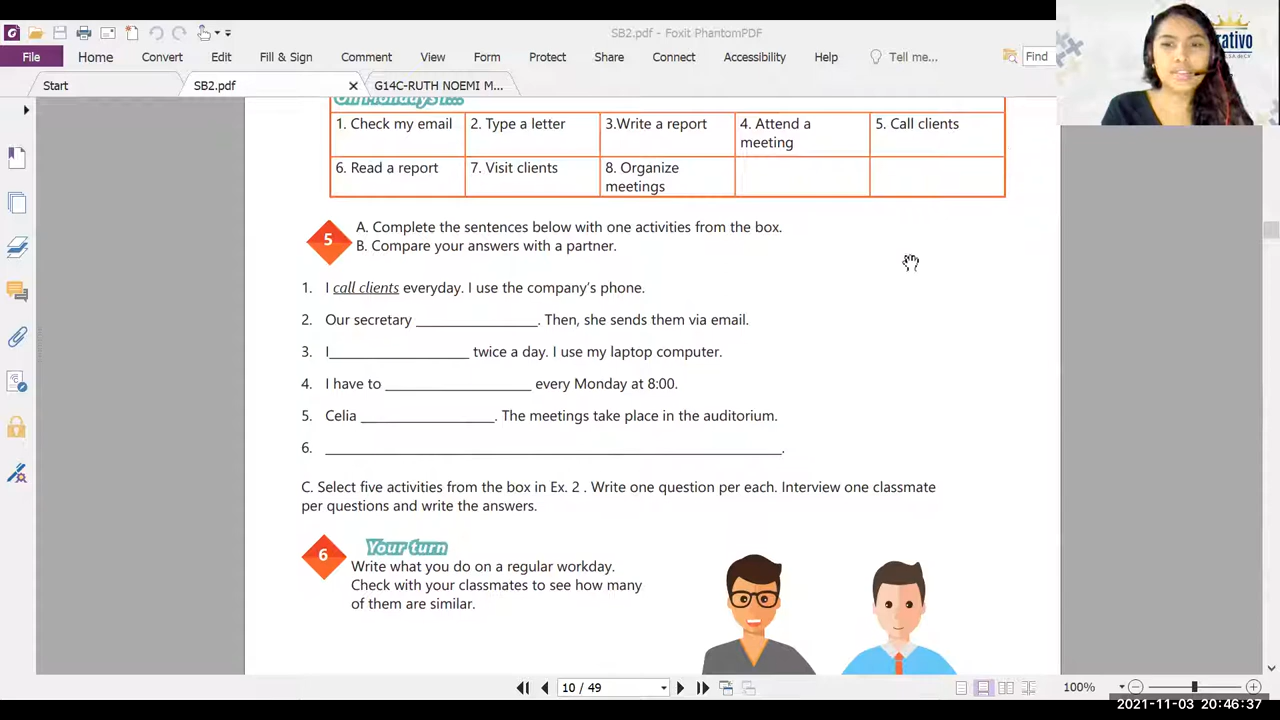 SB2.pdf - Foxit PhantomPDF
File Home Convert Edit Fill & Sign Comment View Form Protect Share Connect Accessibility Help Tell me... Find
Start SB2.pdf G14C-RUTH NOEMI M...
On Mondays I...
1. Check my email 2. Type a letter 3.Write a report 4. Attend a meeting 5. Call clients
6. Read a report 7. Visit clients 8. Organize meetings
5 A. Complete the sentences below with one activities from the box.
B. Compare your answers with a partner.
1. I call clients everyday. I use the company's phone.
2. Our secretary ________________. Then, she sends them via email.
3. I__________________ twice a day. I use my laptop computer.
4. I have to ___________________ every Monday at 8:00.
5. Celia _________________. The meetings take place in the auditorium.
6. ____________________________________________________________.
C. Select five activities from the box in Ex. 2 . Write one question per each. Interview one classmate
per questions and write the answers.
6 Your turn
Write what you do on a regular workday.
Check with your classmates to see how many
of them are similar.
10 / 49 100%
2021-11-03 20:46:37